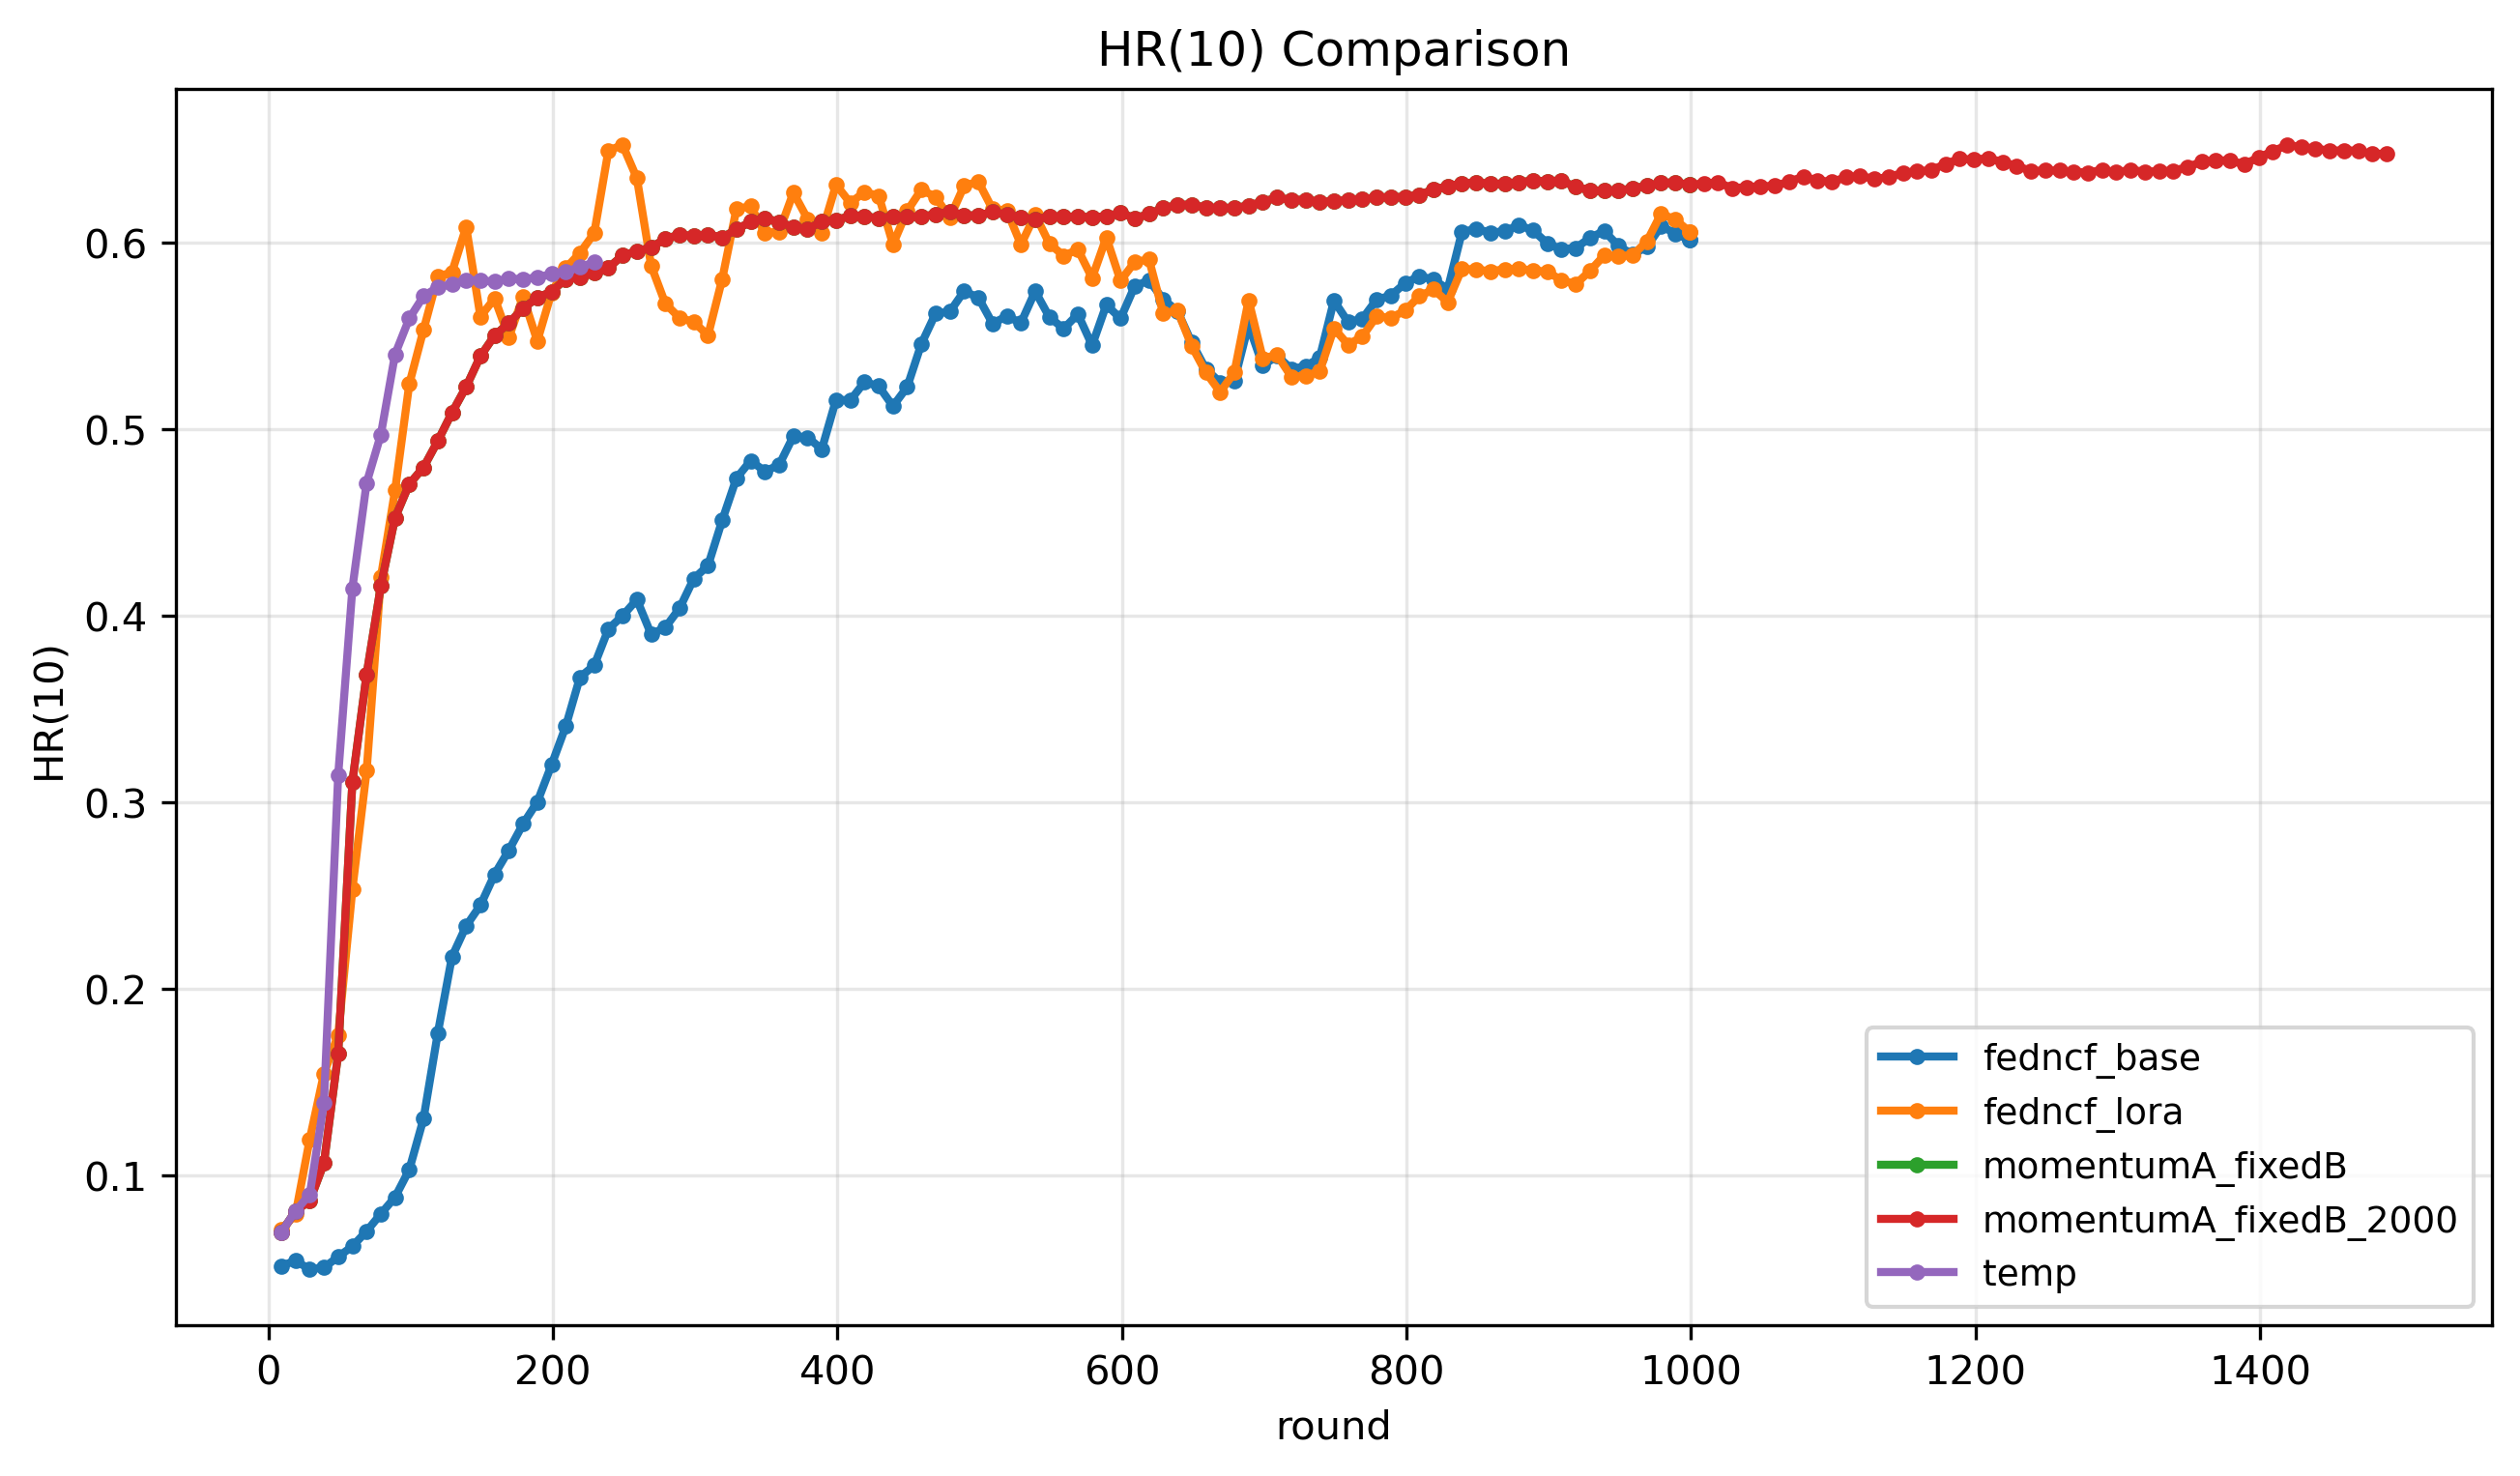 HR(10) Comparison
HR(10)
0.6
0.5
0.4
0.3
0.2
0.1
0 200 400 600 800 1000 1200 1400
round
fedncf_base
fedncf_lora
momentumA_fixedB
momentumA_fixedB_2000
temp